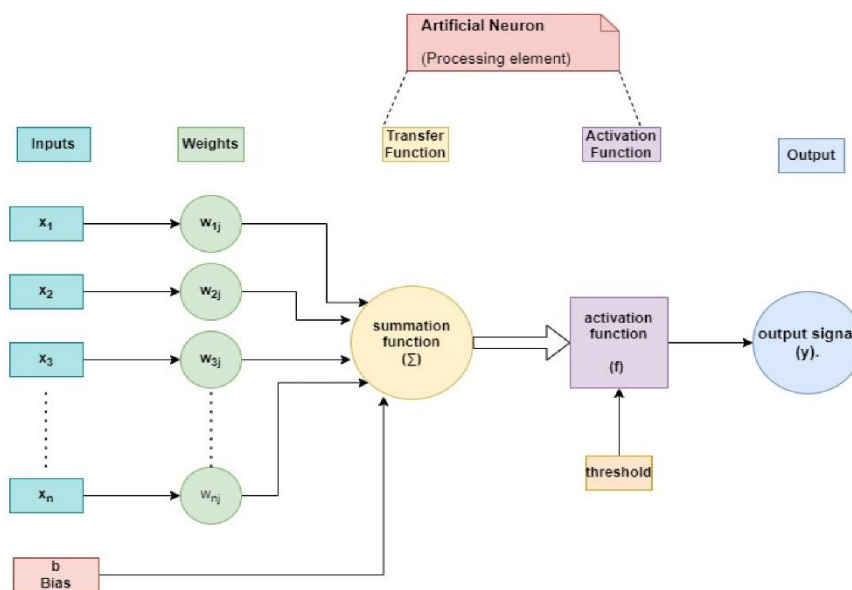 Artificial Neuron
(Processing element)
Inputs
Weights
Transfer
Function
Activation
Function
Output
x₁
w₁ⱼ
x₂
w₂ⱼ
x₃
w₃ⱼ
xₙ
wₙⱼ
summation
function
(∑)
activation
function
(f)
output signal
(y).
threshold
b
Bias